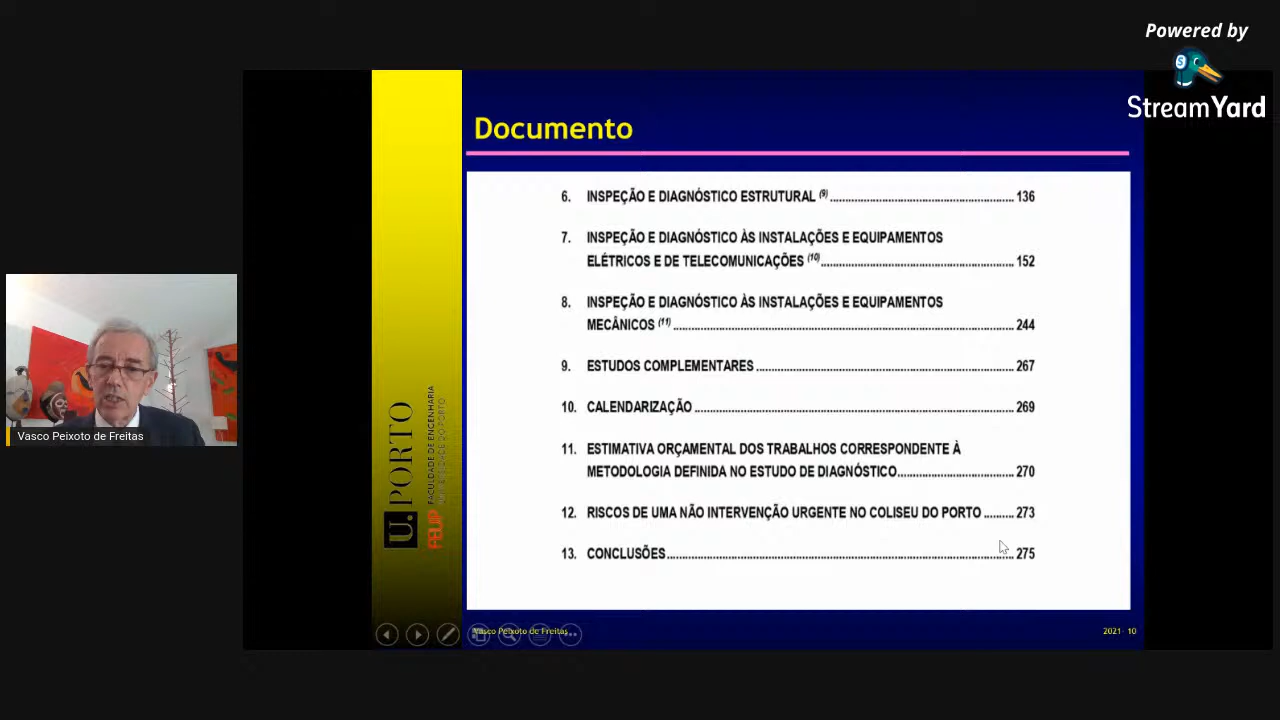 Powered by
StreamYard
Documento
6. INSPEÇÃO E DIAGNÓSTICO ESTRUTURAL (9) 136
7. INSPEÇÃO E DIAGNÓSTICO ÀS INSTALAÇÕES E EQUIPAMENTOS
ELÉTRICOS E DE TELECOMUNICAÇÕES (10) 152
8. INSPEÇÃO E DIAGNÓSTICO ÀS INSTALAÇÕES E EQUIPAMENTOS
MECÂNICOS (11) 244
9. ESTUDOS COMPLEMENTARES 267
10. CALENDARIZAÇÃO 269
11. ESTIMATIVA ORÇAMENTAL DOS TRABALHOS CORRESPONDENTE À
METODOLOGIA DEFINIDA NO ESTUDO DE DIAGNÓSTICO 270
12. RISCOS DE UMA NÃO INTERVENÇÃO URGENTE NO COLISEU DO PORTO 273
13. CONCLUSÕES 275
U. PORTO
FEUP FACULDADE DE ENGENHARIA
UNIVERSIDADE DO PORTO
Vasco Peixoto de Freitas
Vasco Peixoto de Freitas
2021- 10